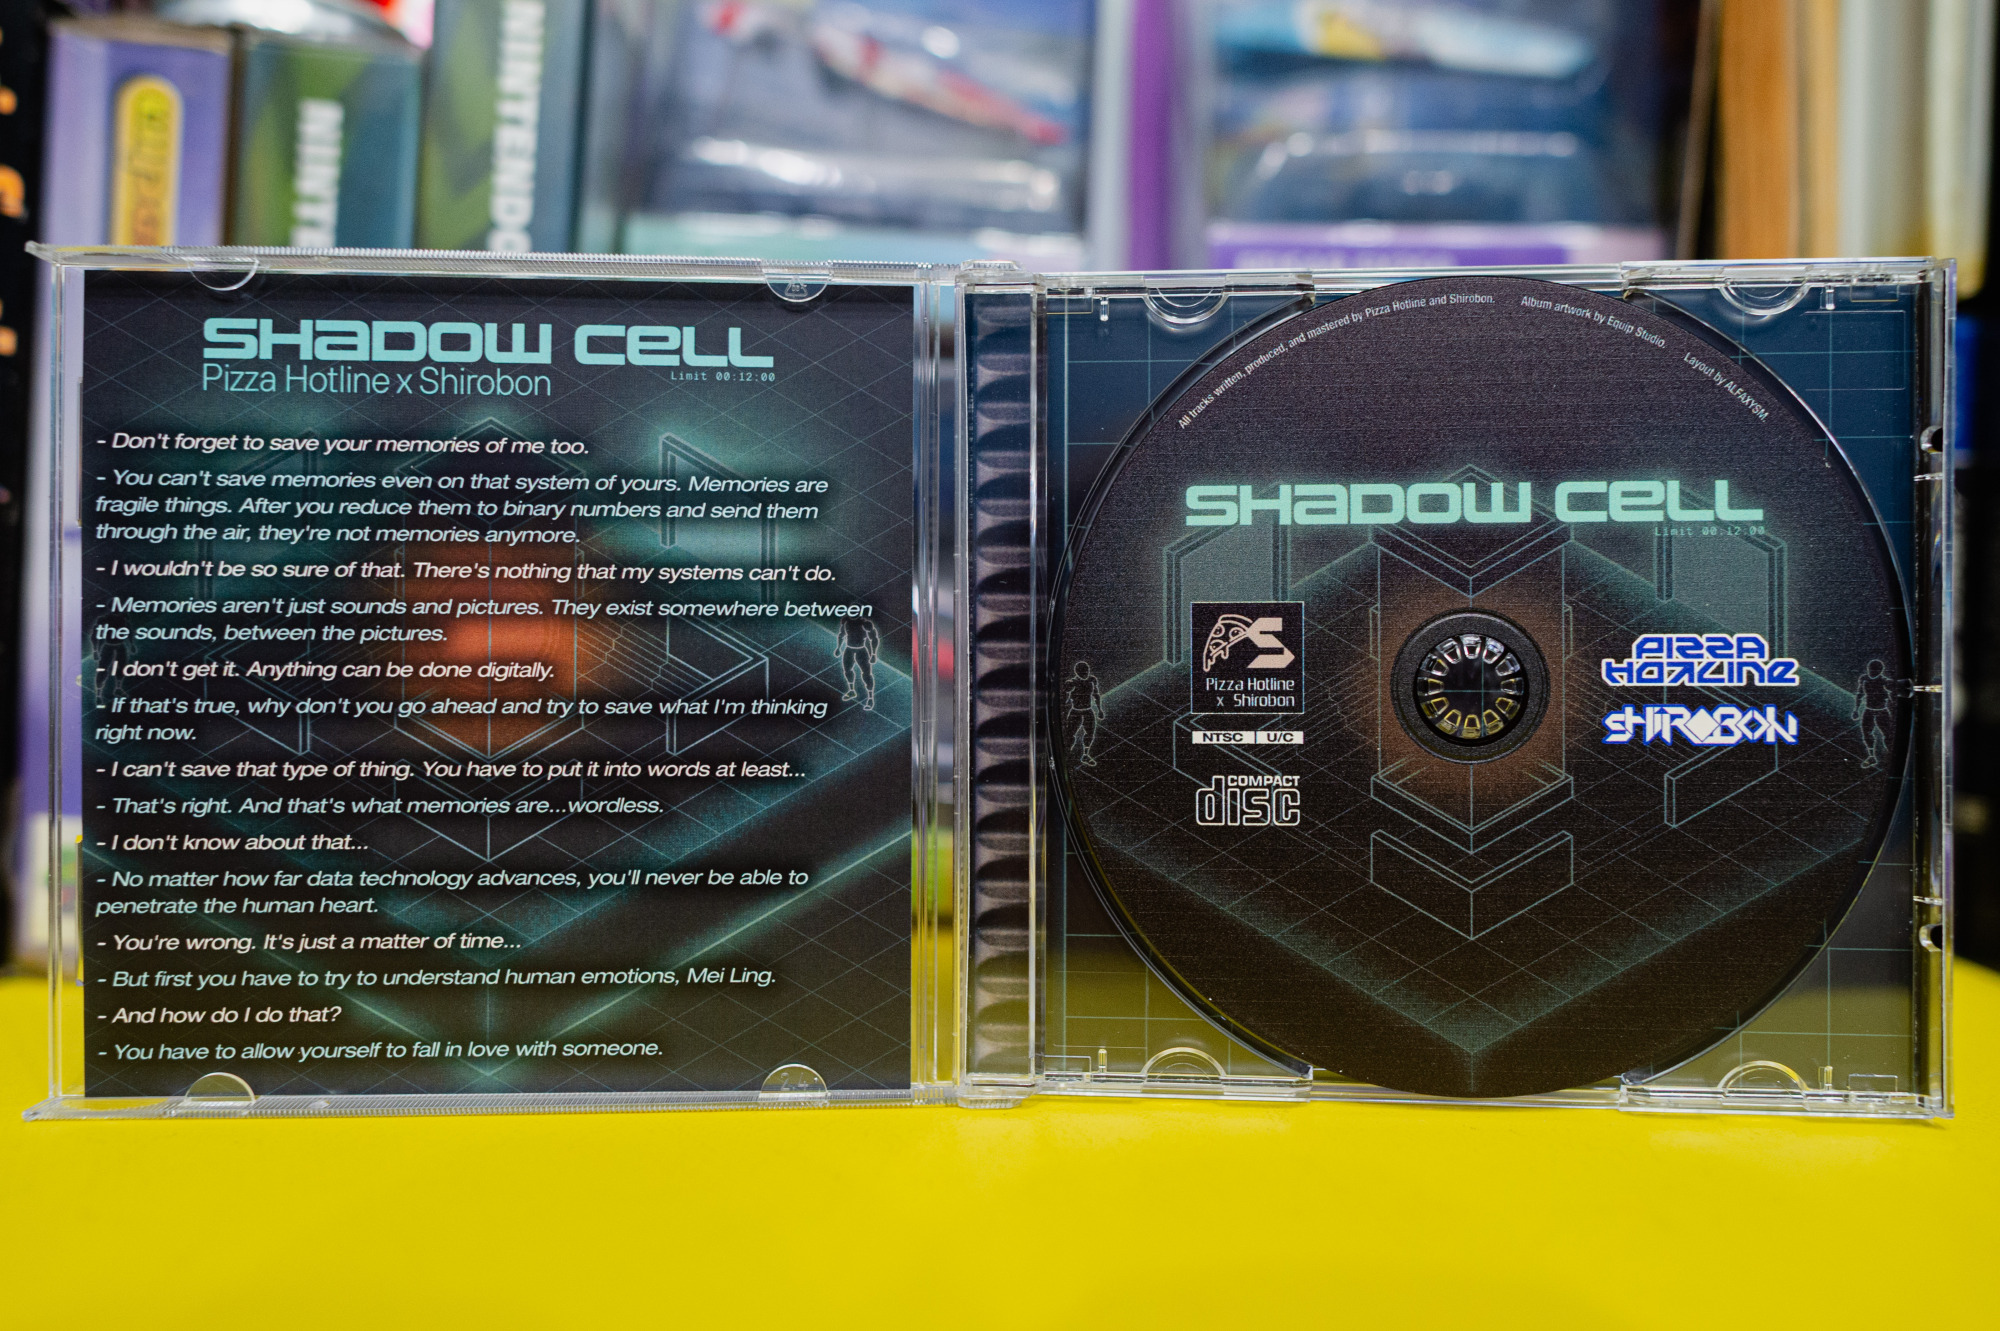 NINT
NINTENDO
SHADOW CELL
Pizza Hotline x Shirobon
Limit 00:12:00
- Don't forget to save your memories of me too.
- You can't save memories even on that system of yours. Memories are
fragile things. After you reduce them to binary numbers and send them
through the air, they're not memories anymore.
- I wouldn't be so sure of that. There's nothing that my systems can't do.
- Memories aren't just sounds and pictures. They exist somewhere between
the sounds, between the pictures.
- I don't get it. Anything can be done digitally.
- If that's true, why don't you go ahead and try to save what I'm thinking
right now.
- I can't save that type of thing. You have to put it into words at least...
- That's right. And that's what memories are...wordless.
- I don't know about that...
- No matter how far data technology advances, you'll never be able to
penetrate the human heart.
- You're wrong. It's just a matter of time...
- But first you have to try to understand human emotions, Mei Ling.
- And how do I do that?
- You have to allow yourself to fall in love with someone.
All tracks written, produced, and mastered by Pizza Hotline and Shirobon. Album artwork by Equip Studio. Layout by ALFAXYSM.
SHADOW CELL
Limit 00:12:00
S
Pizza Hotline
x Shirobon
NTSC U/C
COMPACT
disc
PIZZA
HOTLINE
SHIROBON